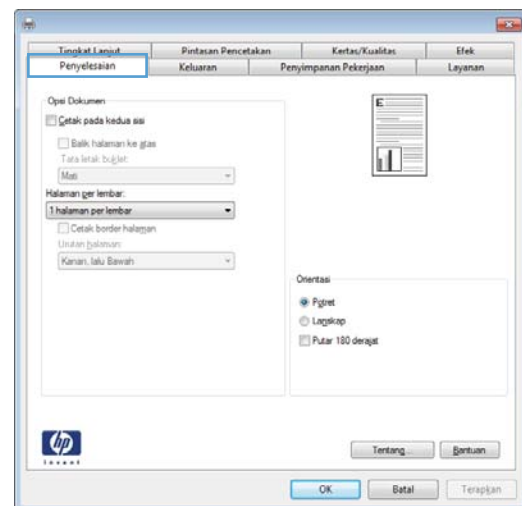 Tingkat Lanjut Pintasan Pencetakan Kertas/Kualitas Efek
Penyelesaian Keluaran Penyimpanan Pekerjaan Layanan
Opsi Dokumen
Cetak pada kedua sisi
Balik halaman ke atas
Tata letak buklet:
Mati
Halaman per lembar:
1 halaman per lembar
Cetak border halaman
Urutan halaman:
Kanan, lalu Bawah
E
Orientasi
Potret
Lanskap
Putar 180 derajat
hp
invent
Tentang... Bantuan
OK Batal Terapkan